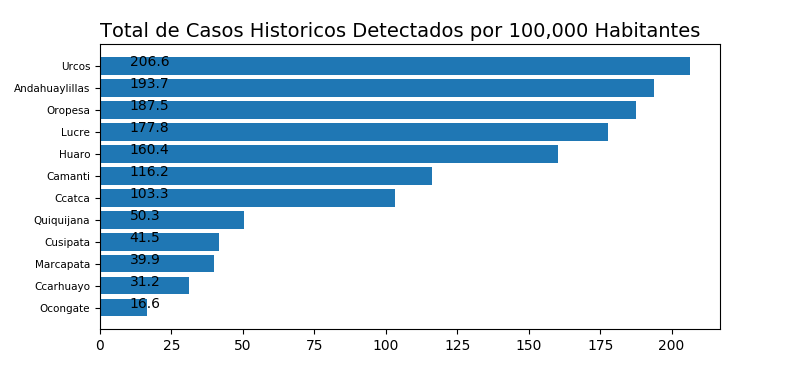 Total de Casos Historicos Detectados por 100,000 Habitantes
Urcos 206.6
Andahuaylillas 193.7
Oropesa 187.5
Lucre 177.8
Huaro 160.4
Camanti 116.2
Ccatca 103.3
Quiquijana 50.3
Cusipata 41.5
Marcapata 39.9
Ccarhuayo 31.2
Ocongate 16.6
0 25 50 75 100 125 150 175 200